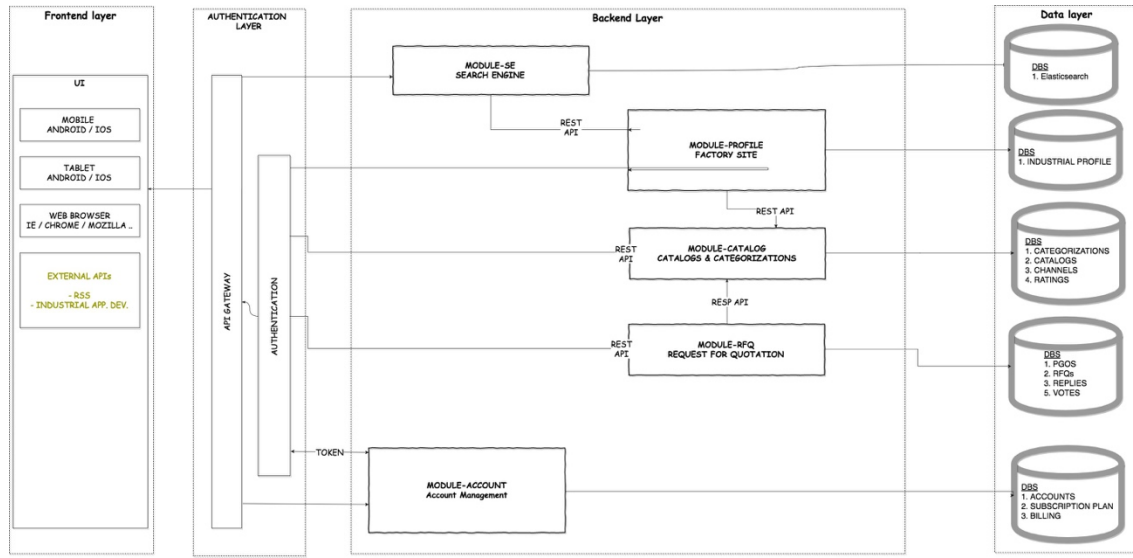 Frontend layer
AUTHENTICATION
LAYER
Backend Layer
Data layer
UI
MOBILE
ANDROID / IOS
TABLET
ANDROID / IOS
WEB BROWSER
IE / CHROME / MOZILLA ..
EXTERNAL APIs
- RSS
- INDUSTRIAL APP. DEV.
API GATEWAY
AUTHENTICATION
MODULE-SE
SEARCH ENGINE
REST
API
MODULE-PROFILE
FACTORY SITE
REST API
REST
API
MODULE-CATALOG
CATALOGS & CATEGORIZATIONS
RESP API
REST
API
MODULE-RFQ
REQUEST FOR QUOTATION
TOKEN
MODULE-ACCOUNT
Account Management
DBS
1. Elasticsearch
DBS
1. INDUSTRIAL PROFILE
DBS
1. CATEGORIZATIONS
2. CATALOGS
3. CHANNELS
4. RATINGS
DBS
1. PGOS
2. RFQs
3. REPLIES
5. VOTES
DBS
1. ACCOUNTS
2. SUBSCRIPTION PLAN
3. BILLING